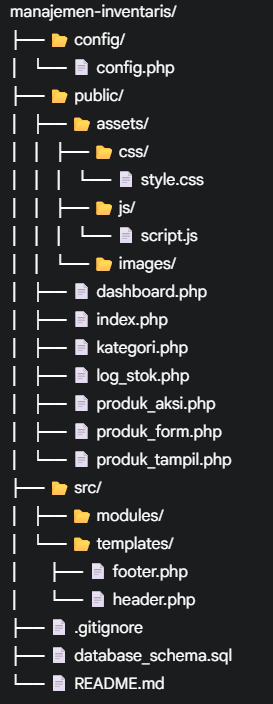 manajemen-inventaris/
├── 📂 config/
│ └── 📄 config.php
├── 📂 public/
│ ├── 📂 assets/
│ │ ├── 📂 css/
│ │ │ └── 📄 style.css
│ │ ├── 📂 js/
│ │ │ └── 📄 script.js
│ │ └── 📂 images/
│ ├── 📄 dashboard.php
│ ├── 📄 index.php
│ ├── 📄 kategori.php
│ ├── 📄 log_stok.php
│ ├── 📄 produk_aksi.php
│ ├── 📄 produk_form.php
│ └── 📄 produk_tampil.php
├── 📂 src/
│ ├── 📂 modules/
│ └── 📂 templates/
│ ├── 📄 footer.php
│ └── 📄 header.php
├── 📄 .gitignore
├── 📄 database_schema.sql
└── 📄 README.md